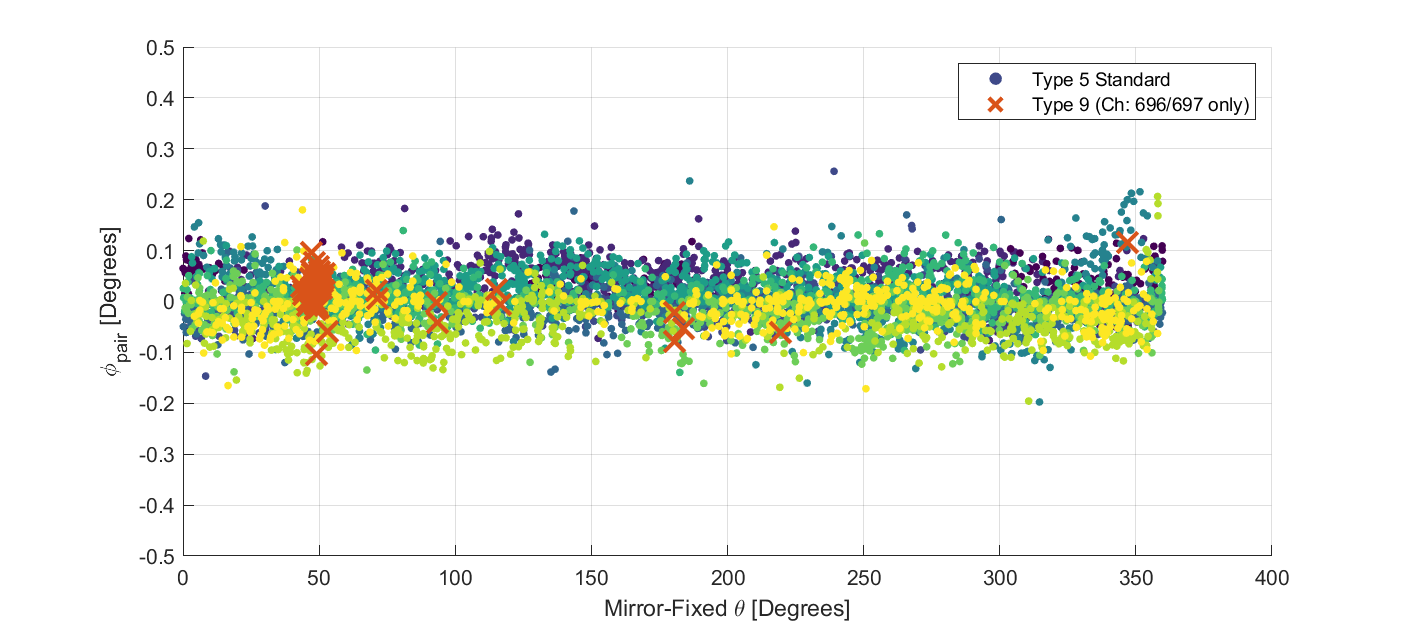 0.5
0.4
0.3
0.2
0.1
0
-0.1
-0.2
-0.3
-0.4
-0.5
ϕpair [Degrees]
Type 5 Standard
Type 9 (Ch: 696/697 only)
0 50 100 150 200 250 300 350 400
Mirror-Fixed θ [Degrees]